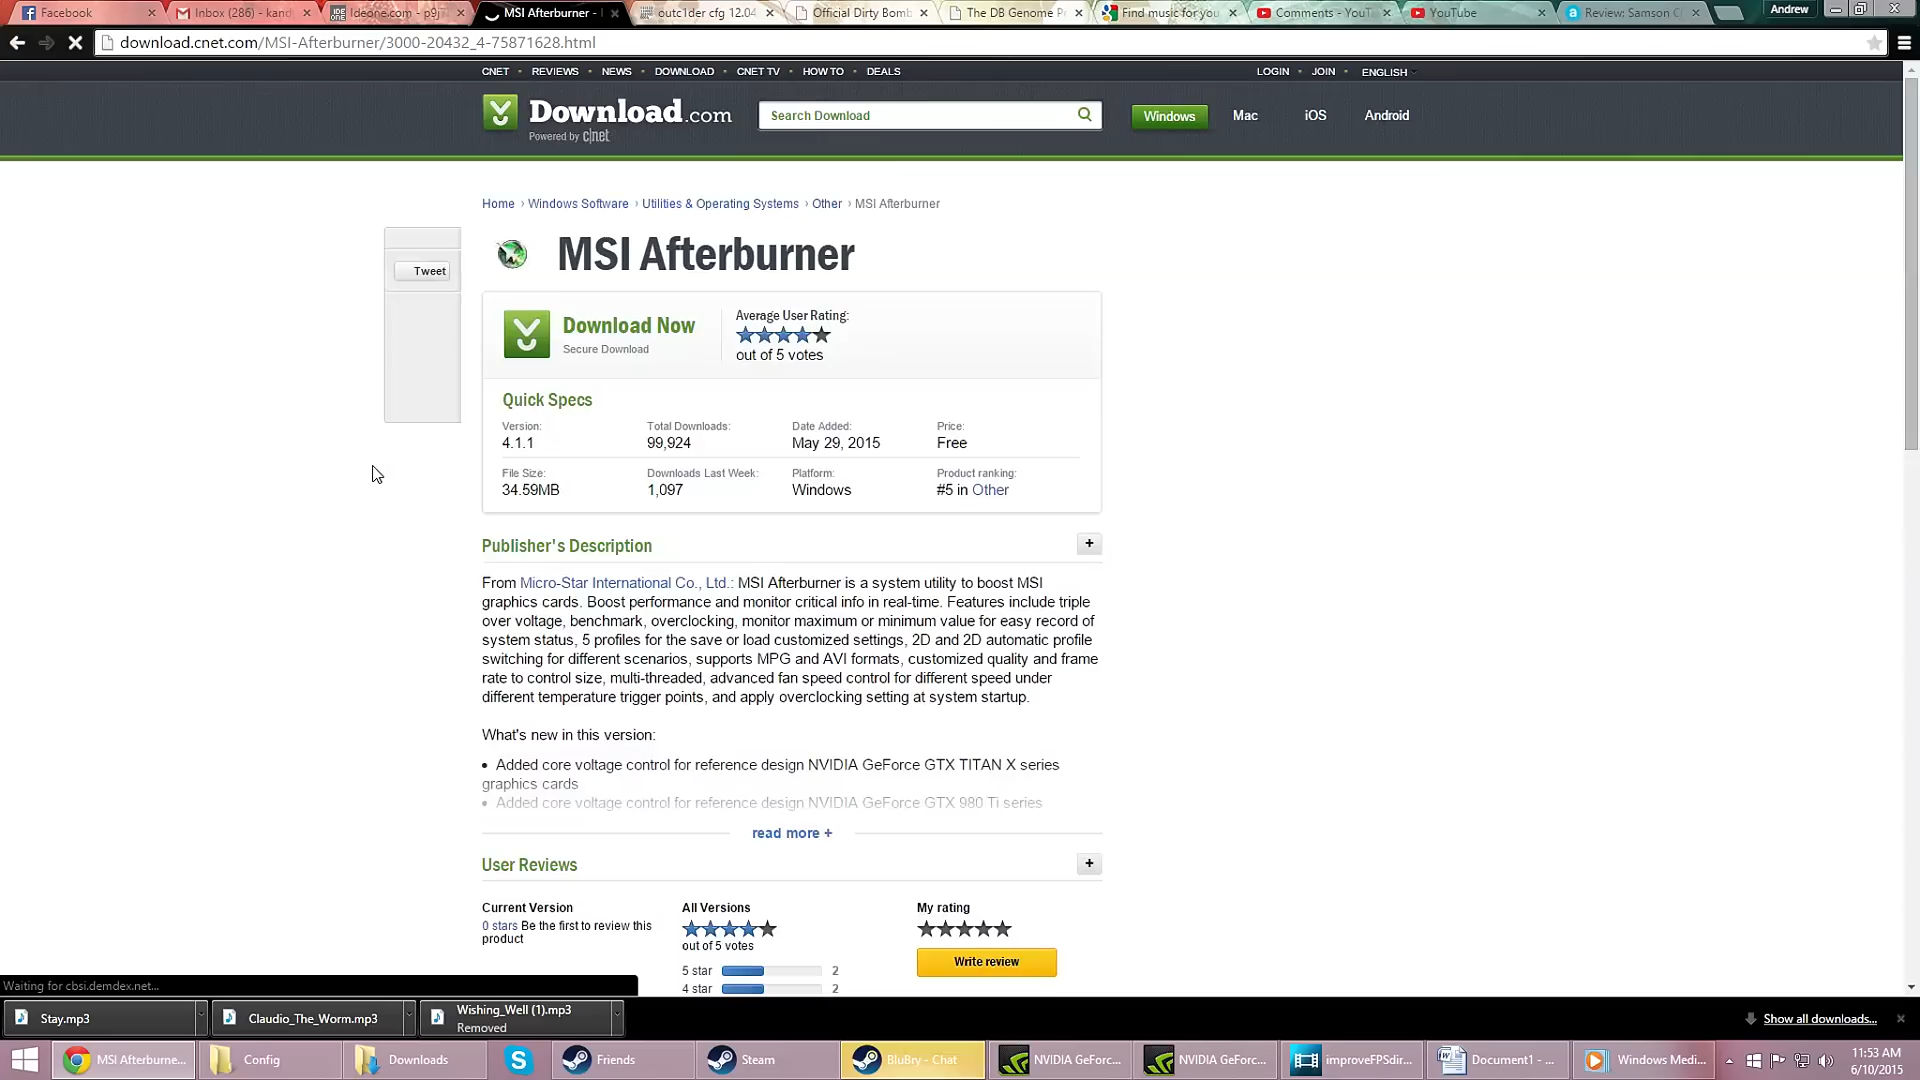 Facebook
Inbox (286) - kand
Ideone.com - p9j7
MSI Afterburner -
outc1der cfg 12.04
Official Dirty Bomb
The DB Genome P
Find music for you
Comments - YouT
YouTube
Review: Samson C
Andrew
download.cnet.com/MSI-Afterburner/3000-20432_4-75871628.html
CNET REVIEWS NEWS DOWNLOAD CNET TV HOW TO DEALS
LOGIN JOIN ENGLISH
Download.com
Powered by c|net
Search Download
Windows Mac iOS Android
Home › Windows Software › Utilities & Operating Systems › Other › MSI Afterburner
MSI Afterburner
Tweet
Download Now
Secure Download
Average User Rating:
out of 5 votes
Quick Specs
Version: Total Downloads: Date Added: Price:
4.1.1 99,924 May 29, 2015 Free
File Size: Downloads Last Week: Platform: Product ranking:
34.59MB 1,097 Windows #5 in Other
Publisher's Description
+
From Micro-Star International Co., Ltd.: MSI Afterburner is a system utility to boost MSI
graphics cards. Boost performance and monitor critical info in real-time. Features include triple
over voltage, benchmark, overclocking, monitor maximum or minimum value for easy record of
system status, 5 profiles for the save or load customized settings, 2D and 2D automatic profile
switching for different scenarios, supports MPG and AVI formats, customized quality and frame
rate to control size, multi-threaded, advanced fan speed control for different speed under
different temperature trigger points, and apply overclocking setting at system startup.
What's new in this version:
• Added core voltage control for reference design NVIDIA GeForce GTX TITAN X series
graphics cards
• Added core voltage control for reference design NVIDIA GeForce GTX 980 Ti series
read more +
User Reviews
+
Current Version
0 stars Be the first to review this
product
All Versions
out of 5 votes
5 star 2
4 star 2
My rating
Write review
Waiting for cbsi.demdex.net...
Stay.mp3
Claudio_The_Worm.mp3
Wishing_Well (1).mp3
Removed
Show all downloads...
MSI Afterburne...
Config
Downloads
Friends
Steam
BluBry - Chat
NVIDIA GeForc...
NVIDIA GeForc...
improveFPSdir...
Document1 - ...
Windows Medi...
11:53 AM
6/10/2015